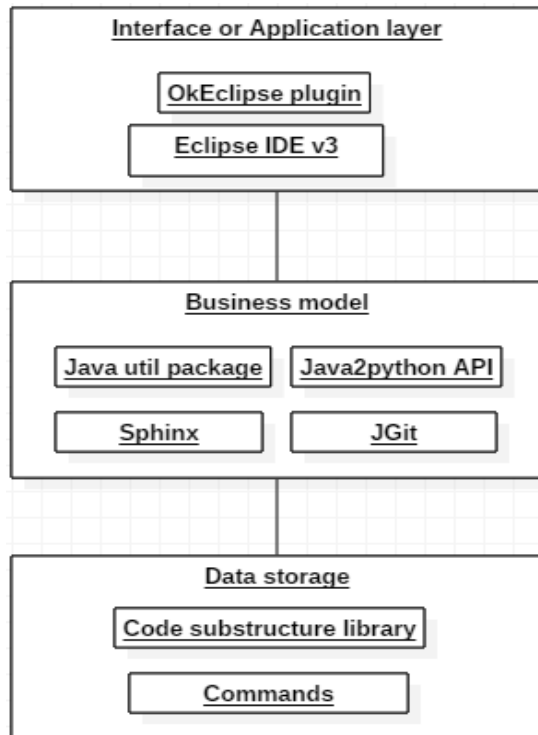 Interface or Application layer
OkEclipse plugin
Eclipse IDE v3
Business model
Java util package
Java2python API
Sphinx
JGit
Data storage
Code substructure library
Commands